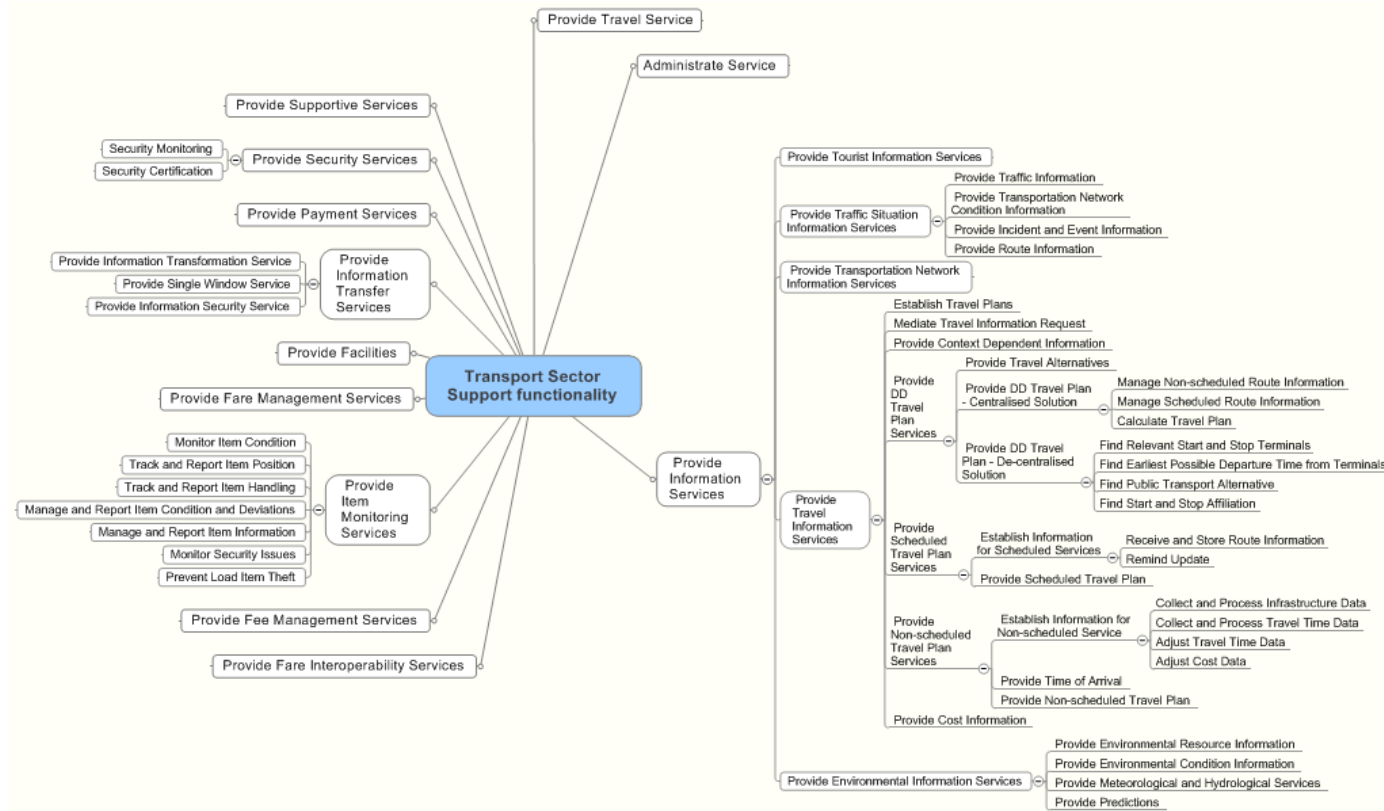 Provide Travel Service
Administrate Service
Provide Supportive Services
Security Monitoring
Security Certification
Provide Security Services
Provide Payment Services
Provide Information Transformation Service
Provide Single Window Service
Provide Information Security Service
Provide
Information
Transfer
Services
Provide Facilities
Provide Fare Management Services
Transport Sector
Support functionality
Monitor Item Condition
Track and Report Item Position
Track and Report Item Handling
Manage and Report Item Condition and Deviations
Manage and Report Item Information
Monitor Security Issues
Prevent Load Item Theft
Provide
Item
Monitoring
Services
Provide Fee Management Services
Provide Fare Interoperability Services
Provide
Information
Services
Provide Tourist Information Services
Provide Traffic Situation
Information Services
Provide Traffic Information
Provide Transportation Network
Condition Information
Provide Incident and Event Information
Provide Route Information
Provide Transportation Network
Information Services
Provide
Travel
Information
Services
Establish Travel Plans
Mediate Travel Information Request
Provide Context Dependent Information
Provide
DD
Travel
Plan
Services
Provide Travel Alternatives
Provide DD Travel Plan
- Centralised Solution
Manage Non-scheduled Route Information
Manage Scheduled Route Information
Calculate Travel Plan
Provide DD Travel
Plan - De-centralised
Solution
Find Relevant Start and Stop Terminals
Find Earliest Possible Departure Time from Terminals
Find Public Transport Alternative
Find Start and Stop Affiliation
Provide
Scheduled
Travel Plan
Services
Establish Information
for Scheduled Services
Receive and Store Route Information
Remind Update
Provide Scheduled Travel Plan
Provide
Non-scheduled
Travel Plan
Services
Establish Information for
Non-scheduled Service
Collect and Process Infrastructure Data
Collect and Process Travel Time Data
Adjust Travel Time Data
Adjust Cost Data
Provide Time of Arrival
Provide Non-scheduled Travel Plan
Provide Cost Information
Provide Environmental Information Services
Provide Environmental Resource Information
Provide Environmental Condition Information
Provide Meteorological and Hydrological Services
Provide Predictions